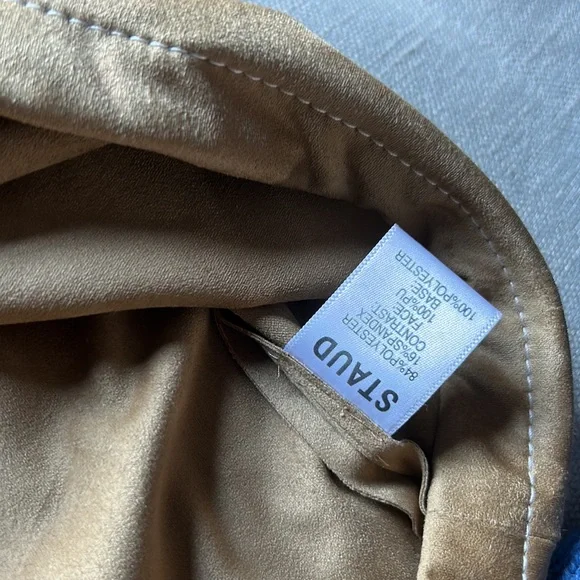 STAUD
84%POLYESTER
16%SPANDEX
CONTRAST:
FACE:
100%PU
BASE:
100%POLYESTER